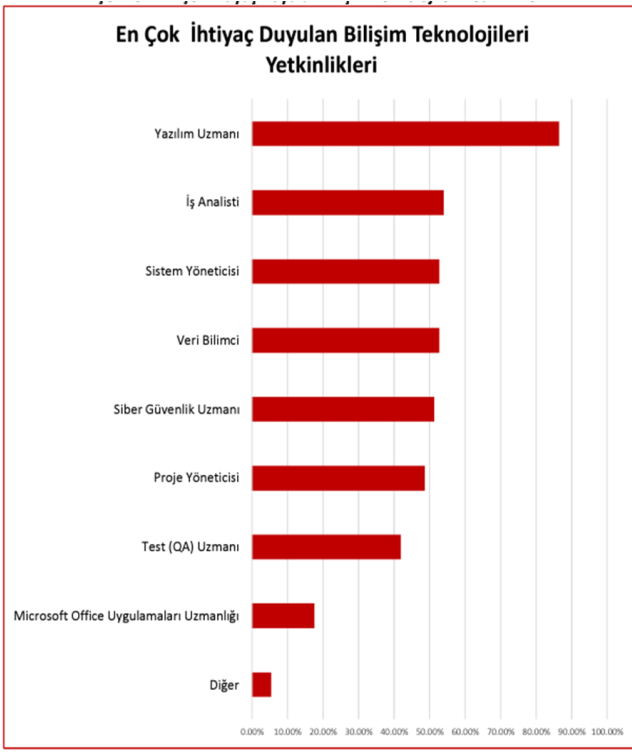 En Çok İhtiyaç Duyulan Bilişim Teknolojileri
Yetkinlikleri
Yazılım Uzmanı
İş Analisti
Sistem Yöneticisi
Veri Bilimci
Siber Güvenlik Uzmanı
Proje Yöneticisi
Test (QA) Uzmanı
Microsoft Office Uygulamaları Uzmanlığı
Diğer
0.00% 10.00% 20.00% 30.00% 40.00% 50.00% 60.00% 70.00% 80.00% 90.00% 100.00%